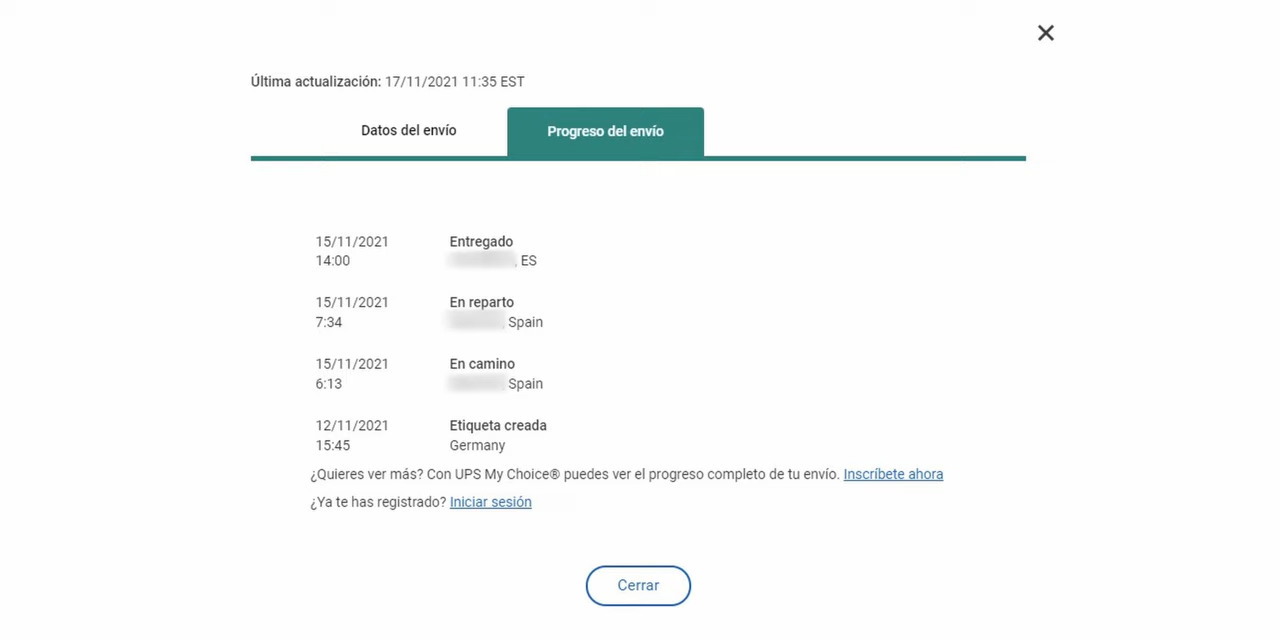 Última actualización: 17/11/2021 11:35 EST
Datos del envío
Progreso del envío
15/11/2021 Entregado
14:00 , ES
15/11/2021 En reparto
7:34 Spain
15/11/2021 En camino
6:13 Spain
12/11/2021 Etiqueta creada
15:45 Germany
¿Quieres ver más? Con UPS My Choice® puedes ver el progreso completo de tu envío. Inscríbete ahora
¿Ya te has registrado? Iniciar sesión
Cerrar